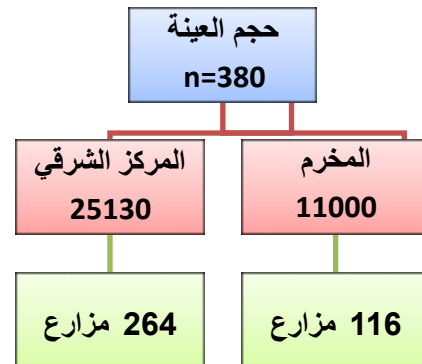 حجم العينة
n=380
المخرم
11000
المركز الشرقي
25130
116 مزارع
264 مزارع